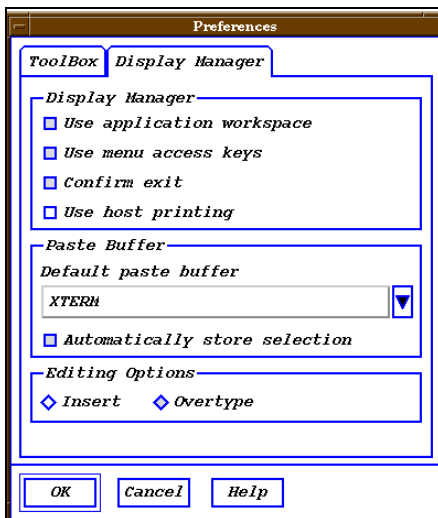 Preferences
ToolBox Display Manager
Display Manager
Use application workspace
Use menu access keys
Confirm exit
Use host printing
Paste Buffer
Default paste buffer
XTERM
Automatically store selection
Editing Options
Insert Overtype
OK Cancel Help